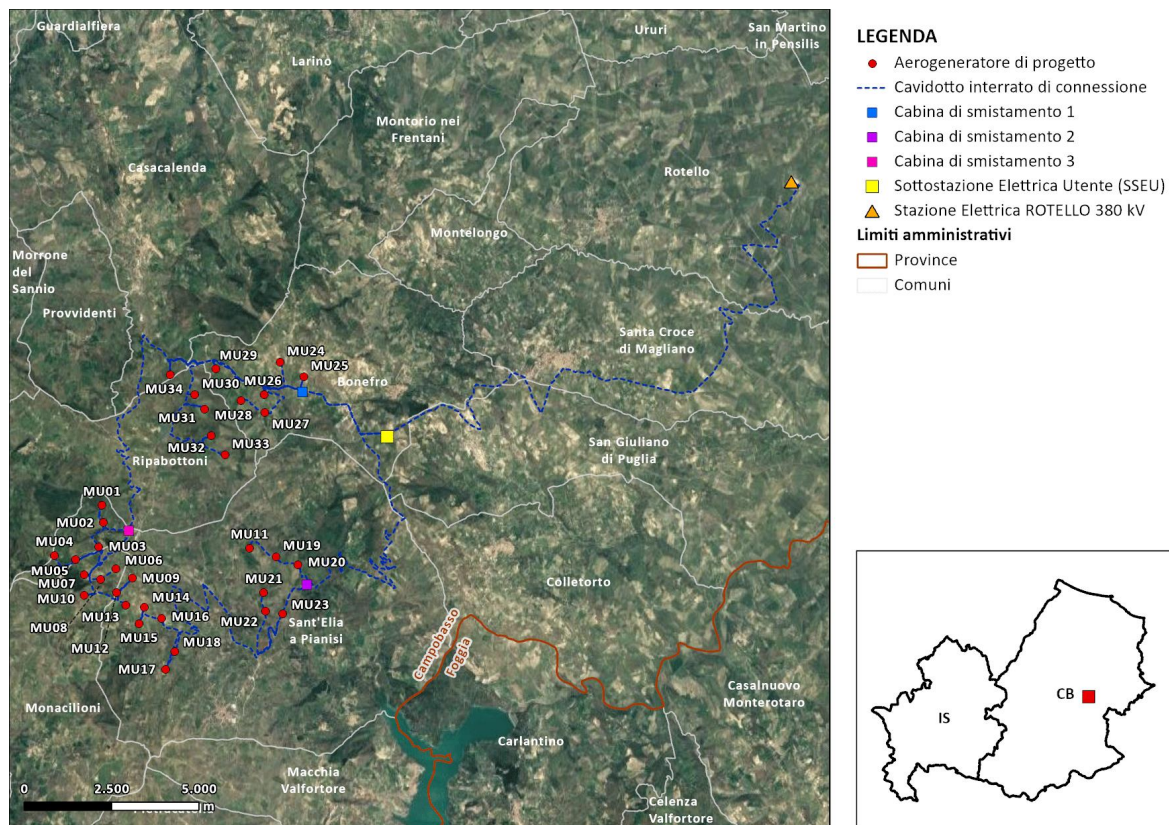 Guardialfiera
Ururi
San Martino
in Pensilis
Larino
Montorio nei
Frentani
Casacalenda
Rotello
Montelongo
Morrone
del
Sannio
Provvidenti
Santa Croce
di Magliano
MU29
MU24
MU25
Bonefro
MU34
MU30
MU26
MU31
MU28
MU27
MU32
MU33
Ripabottoni
San Giuliano
di Puglia
MU01
MU02
MU04
MU03
MU11
MU19
MU05
MU06
MU20
MU07
MU09
MU21
Colletorto
MU10
MU14
MU13
MU16
MU22
MU23
MU08
MU15
Sant'Elia
a Pianisi
MU12
MU18
MU17
Campobasso
Foggia
Monacilioni
Casalnuovo
Monterotaro
Carlantino
Macchia
Valfortore
Celenza
Valfortore
0 2.500 5.000
m
LEGENDA
Aerogeneratore di progetto
Cavidotto interrato di connessione
Cabina di smistamento 1
Cabina di smistamento 2
Cabina di smistamento 3
Sottostazione Elettrica Utente (SSEU)
Stazione Elettrica ROTELLO 380 kV
Limiti amministrativi
Province
Comuni
CB
IS